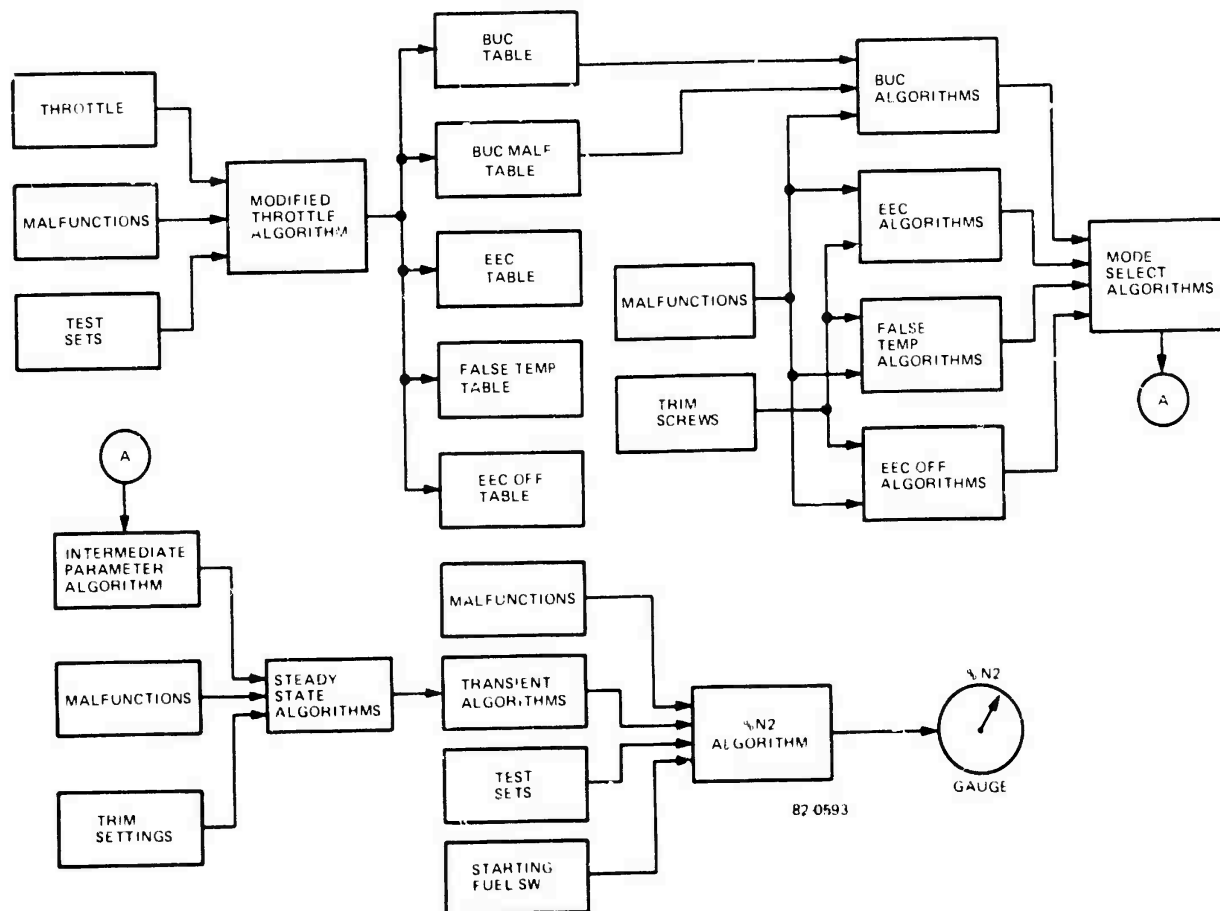 THROTTLE
MALFUNCTIONS
TEST
SETS
MODIFIED
THROTTLE
ALGORITHM
BUC
TABLE
BUC MALF
TABLE
EEC
TABLE
FALSE TEMP
TABLE
EEC OFF
TABLE
MALFUNCTIONS
TRIM
SCREWS
BUC
ALGORITHMS
EEC
ALGORITHMS
FALSE
TEMP
ALGORITHMS
EEC OFF
ALGORITHMS
MODE
SELECT
ALGORITHMS
A
A
INTERMEDIATE
PARAMETER
ALGORITHM
MALFUNCTIONS
TRIM
SETTINGS
STEADY
STATE
ALGORITHMS
MALFUNCTIONS
TRANSIENT
ALGORITHMS
TEST
SETS
STARTING
FUEL SW
%N2
ALGORITHM
% N2
GAUGE
82-0593